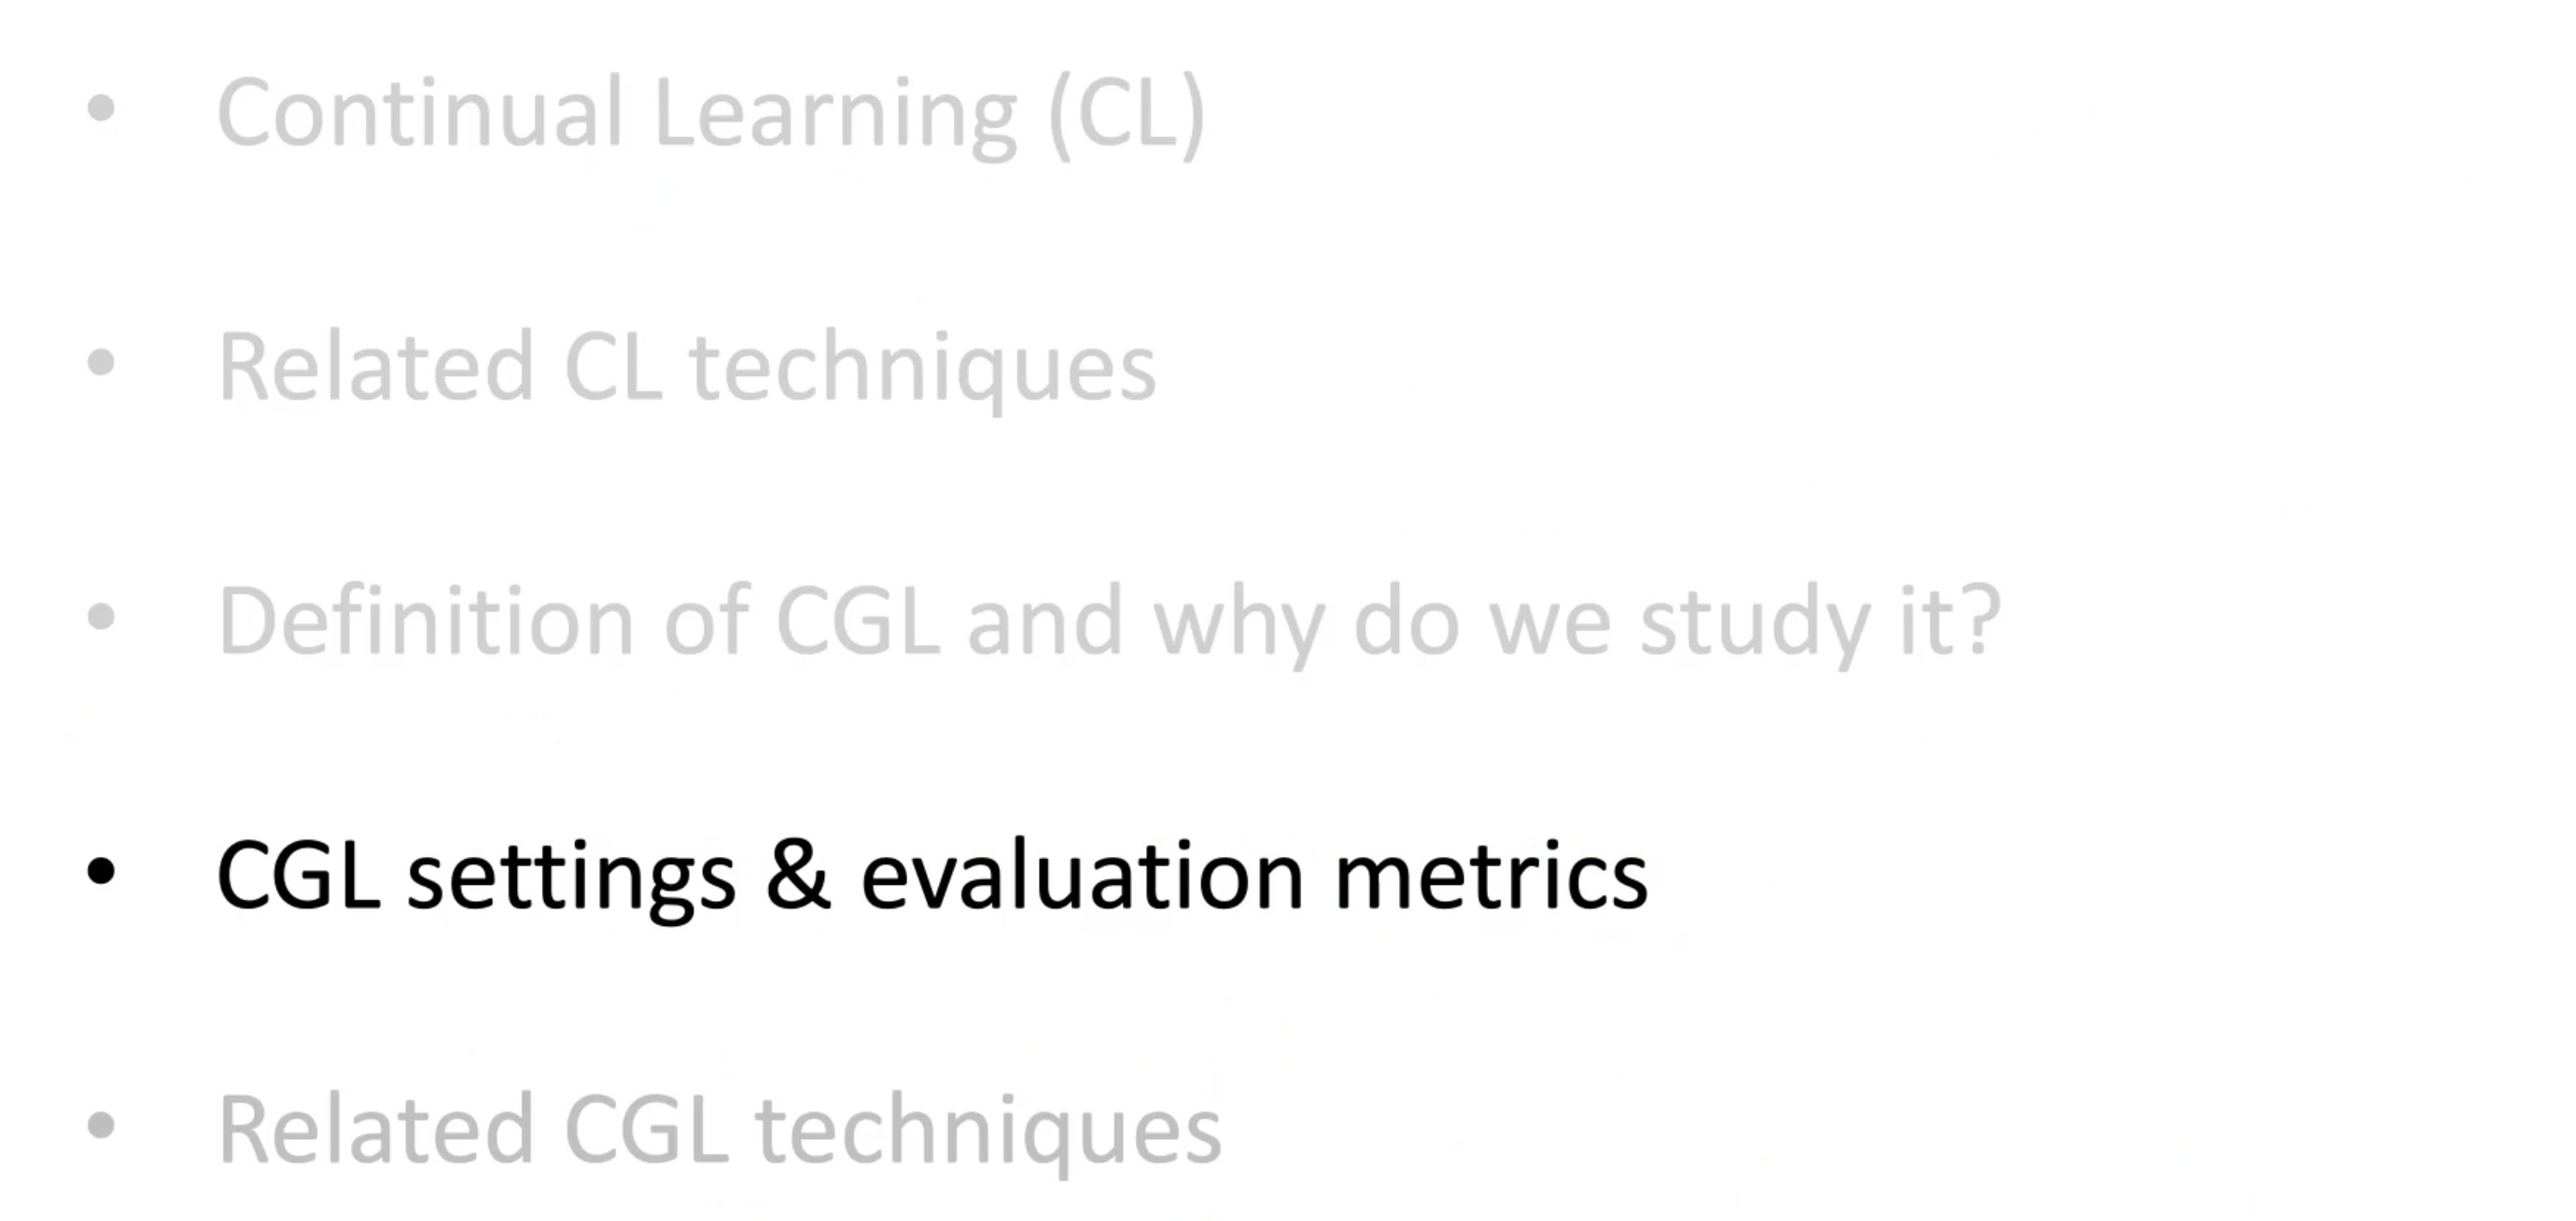 • Continual Learning (CL)
• Related CL techniques
• Definition of CGL and why do we study it?
• CGL settings & evaluation metrics
• Related CGL techniques